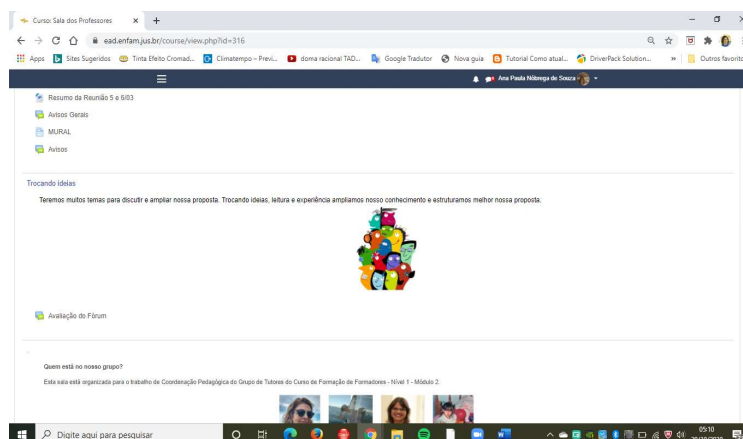 Curso: Sala dos Professores
ead.enfam.jus.br/course/view.php?id=316
Apps Sites Sugeridos Tinta Efeito Cromad... Climatempo – Previ... doma racional TAD... Google Tradutor Nova guia Tutorial Como atual... DriverPack Solution... Outros favorito
Ana Paula Nóbrega de Souza
Resumo da Reunião 5 e 6/03
Avisos Gerais
MURAL
Avisos
Trocando ideias
Teremos muitos temas para discutir e ampliar nossa proposta. Trocando ideias, leitura e experiência ampliamos nosso conhecimento e estruturamos melhor nossa proposta.
Avaliação do Fórum
Quem está no nosso grupo?
Esta sala está organizada para o trabalho de Coordenação Pedagógica do Grupo de Tutores do Curso de Formação de Formadores - Nível 1 - Módulo 2.
Digite aqui para pesquisar
05:10